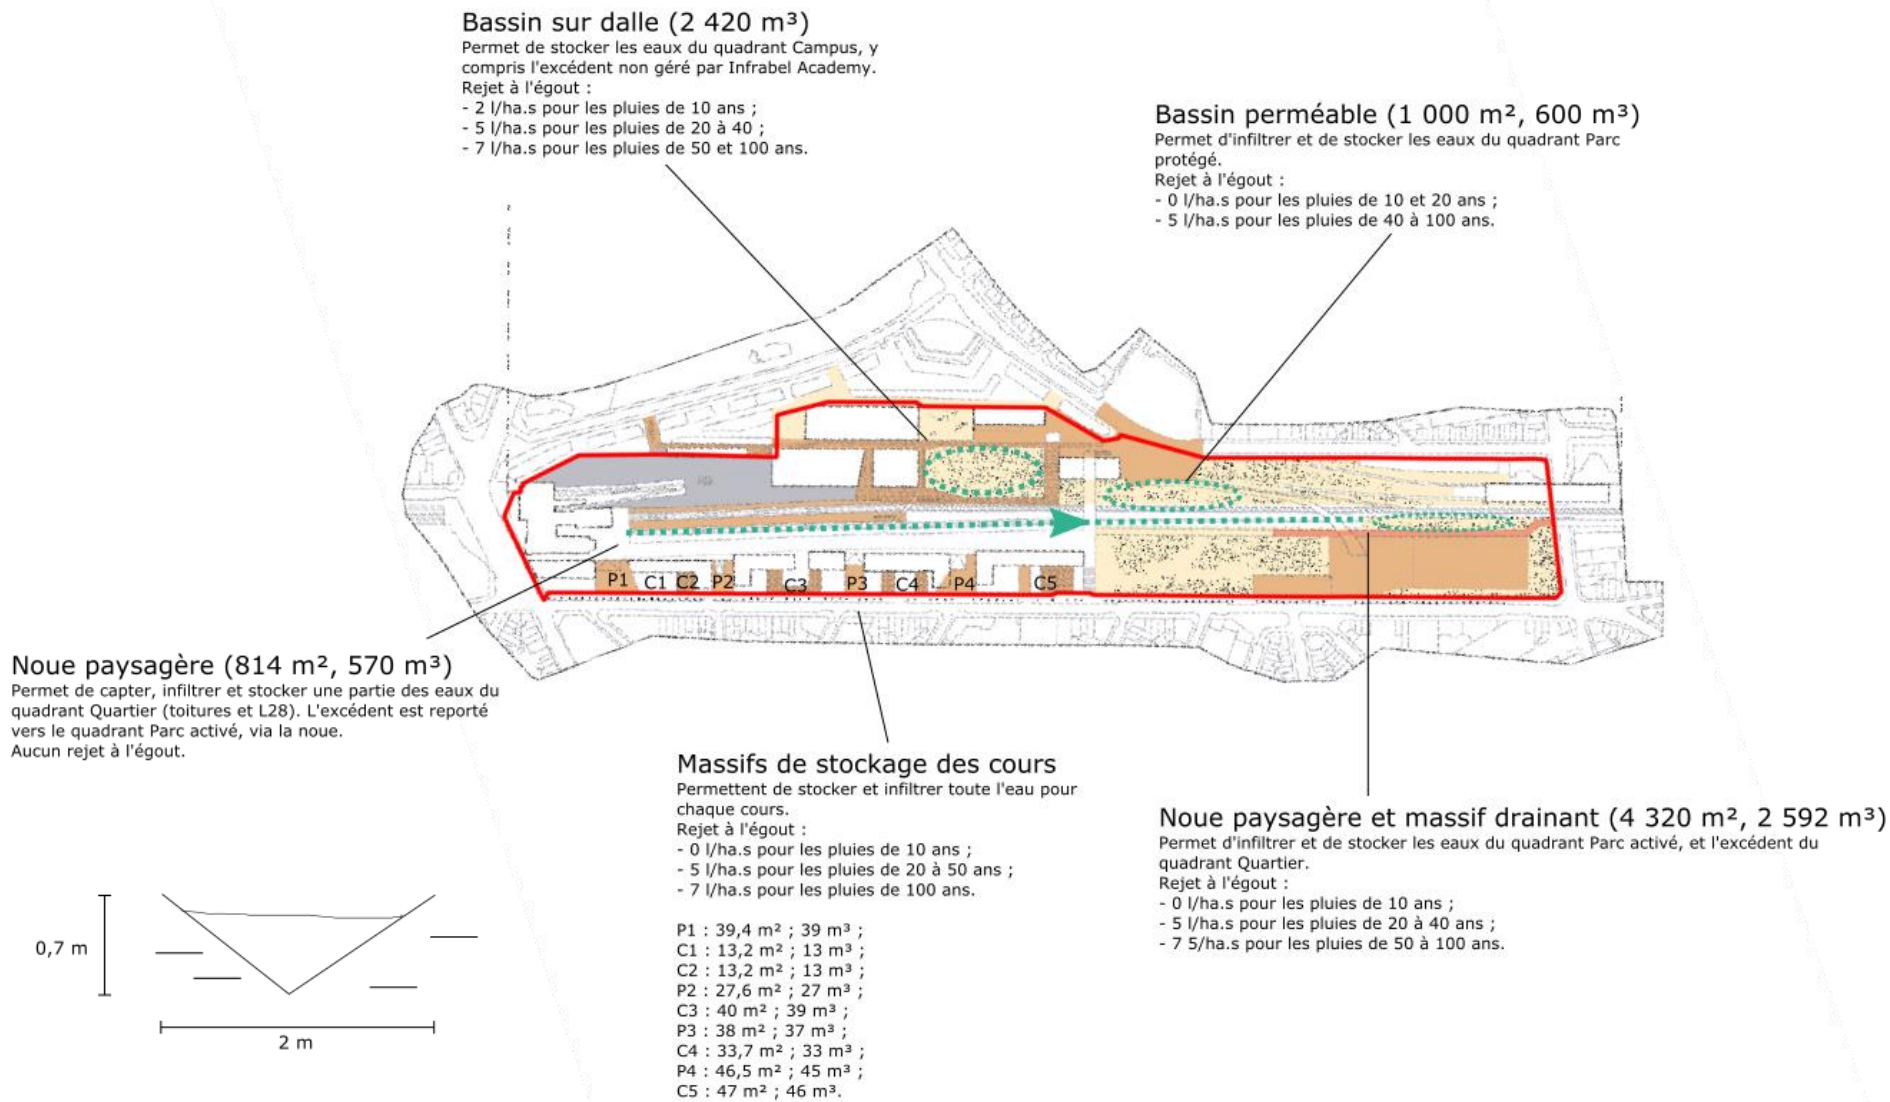 Bassin sur dalle (2 420 m³)
Permet de stocker les eaux du quadrant Campus, y
compris l'excédent non géré par Infrabel Academy.
Rejet à l'égout :
- 2 l/ha.s pour les pluies de 10 ans ;
- 5 l/ha.s pour les pluies de 20 à 40 ;
- 7 l/ha.s pour les pluies de 50 et 100 ans.
Bassin perméable (1 000 m², 600 m³)
Permet d'infiltrer et de stocker les eaux du quadrant Parc
protégé.
Rejet à l'égout :
- 0 l/ha.s pour les pluies de 10 et 20 ans ;
- 5 l/ha.s pour les pluies de 40 à 100 ans.
P1 C1 C2 P2 C3 P3 C4 P4 C5
Noue paysagère (814 m², 570 m³)
Permet de capter, infiltrer et stocker une partie des eaux du
quadrant Quartier (toitures et L28). L'excédent est reporté
vers le quadrant Parc activé, via la noue.
Aucun rejet à l'égout.
Massifs de stockage des cours
Permettent de stocker et infiltrer toute l'eau pour
chaque cours.
Rejet à l'égout :
- 0 l/ha.s pour les pluies de 10 ans ;
- 5 l/ha.s pour les pluies de 20 à 50 ans ;
- 7 l/ha.s pour les pluies de 100 ans.
P1 : 39,4 m² ; 39 m³ ;
C1 : 13,2 m² ; 13 m³ ;
C2 : 13,2 m² ; 13 m³ ;
P2 : 27,6 m² ; 27 m³ ;
C3 : 40 m² ; 39 m³ ;
P3 : 38 m² ; 37 m³ ;
C4 : 33,7 m² ; 33 m³ ;
P4 : 46,5 m² ; 45 m³ ;
C5 : 47 m² ; 46 m³.
Noue paysagère et massif drainant (4 320 m², 2 592 m³)
Permet d'infiltrer et de stocker les eaux du quadrant Parc activé, et l'excédent du
quadrant Quartier.
Rejet à l'égout :
- 0 l/ha.s pour les pluies de 10 ans ;
- 5 l/ha.s pour les pluies de 20 à 40 ans ;
- 7 5/ha.s pour les pluies de 50 à 100 ans.
0,7 m
2 m